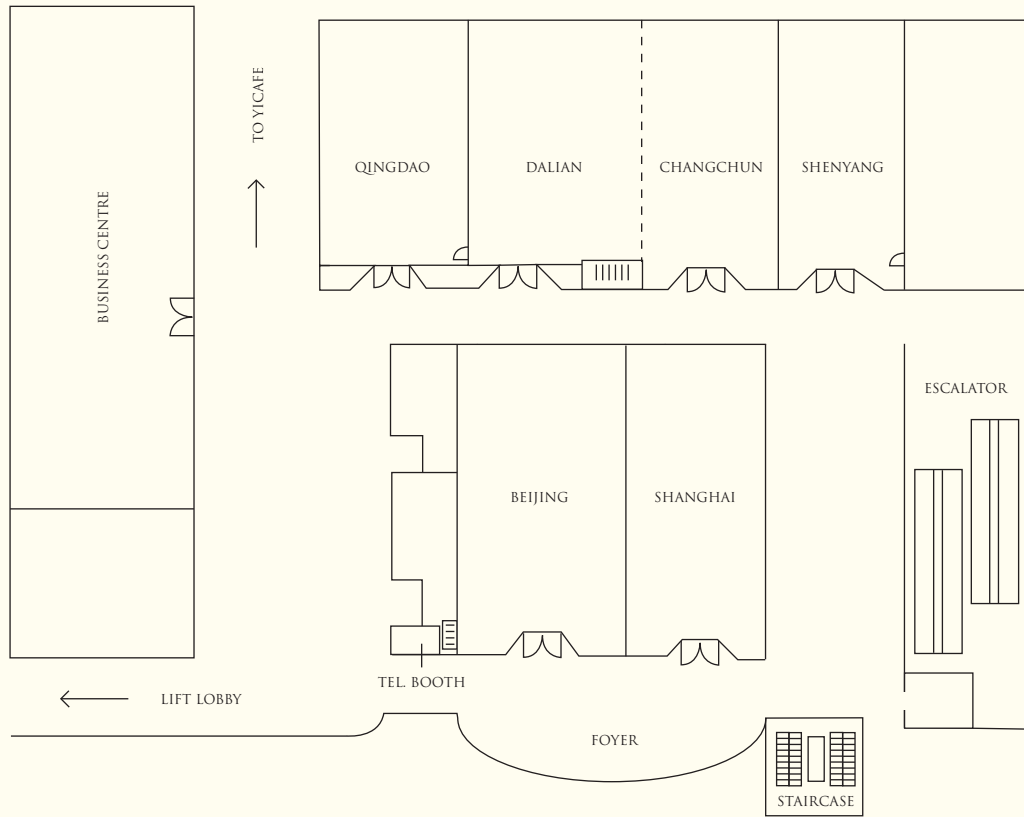 TO YICAFE
QINGDAO
DALIAN
CHANGCHUN
SHENYANG
BUSINESS CENTRE
ESCALATOR
BEIJING
SHANGHAI
TEL. BOOTH
LIFT LOBBY
FOYER
STAIRCASE